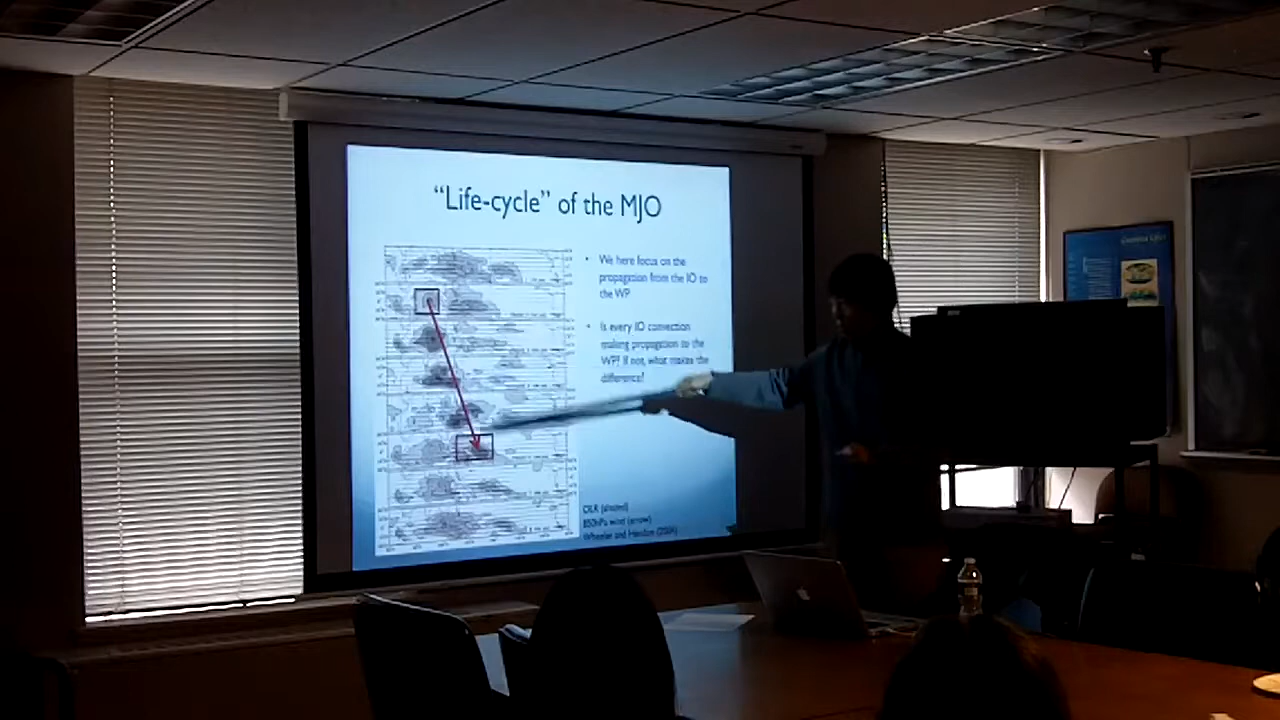 “Life-cycle” of the MJO
• We here focus on the
propagation from the IO to
the WP
• Is every IO convection
making propagation to the
WP? If not, what makes the
difference?
OLR (shaded)
850hPa wind (arrow)
Wheeler and Hendon (2004)